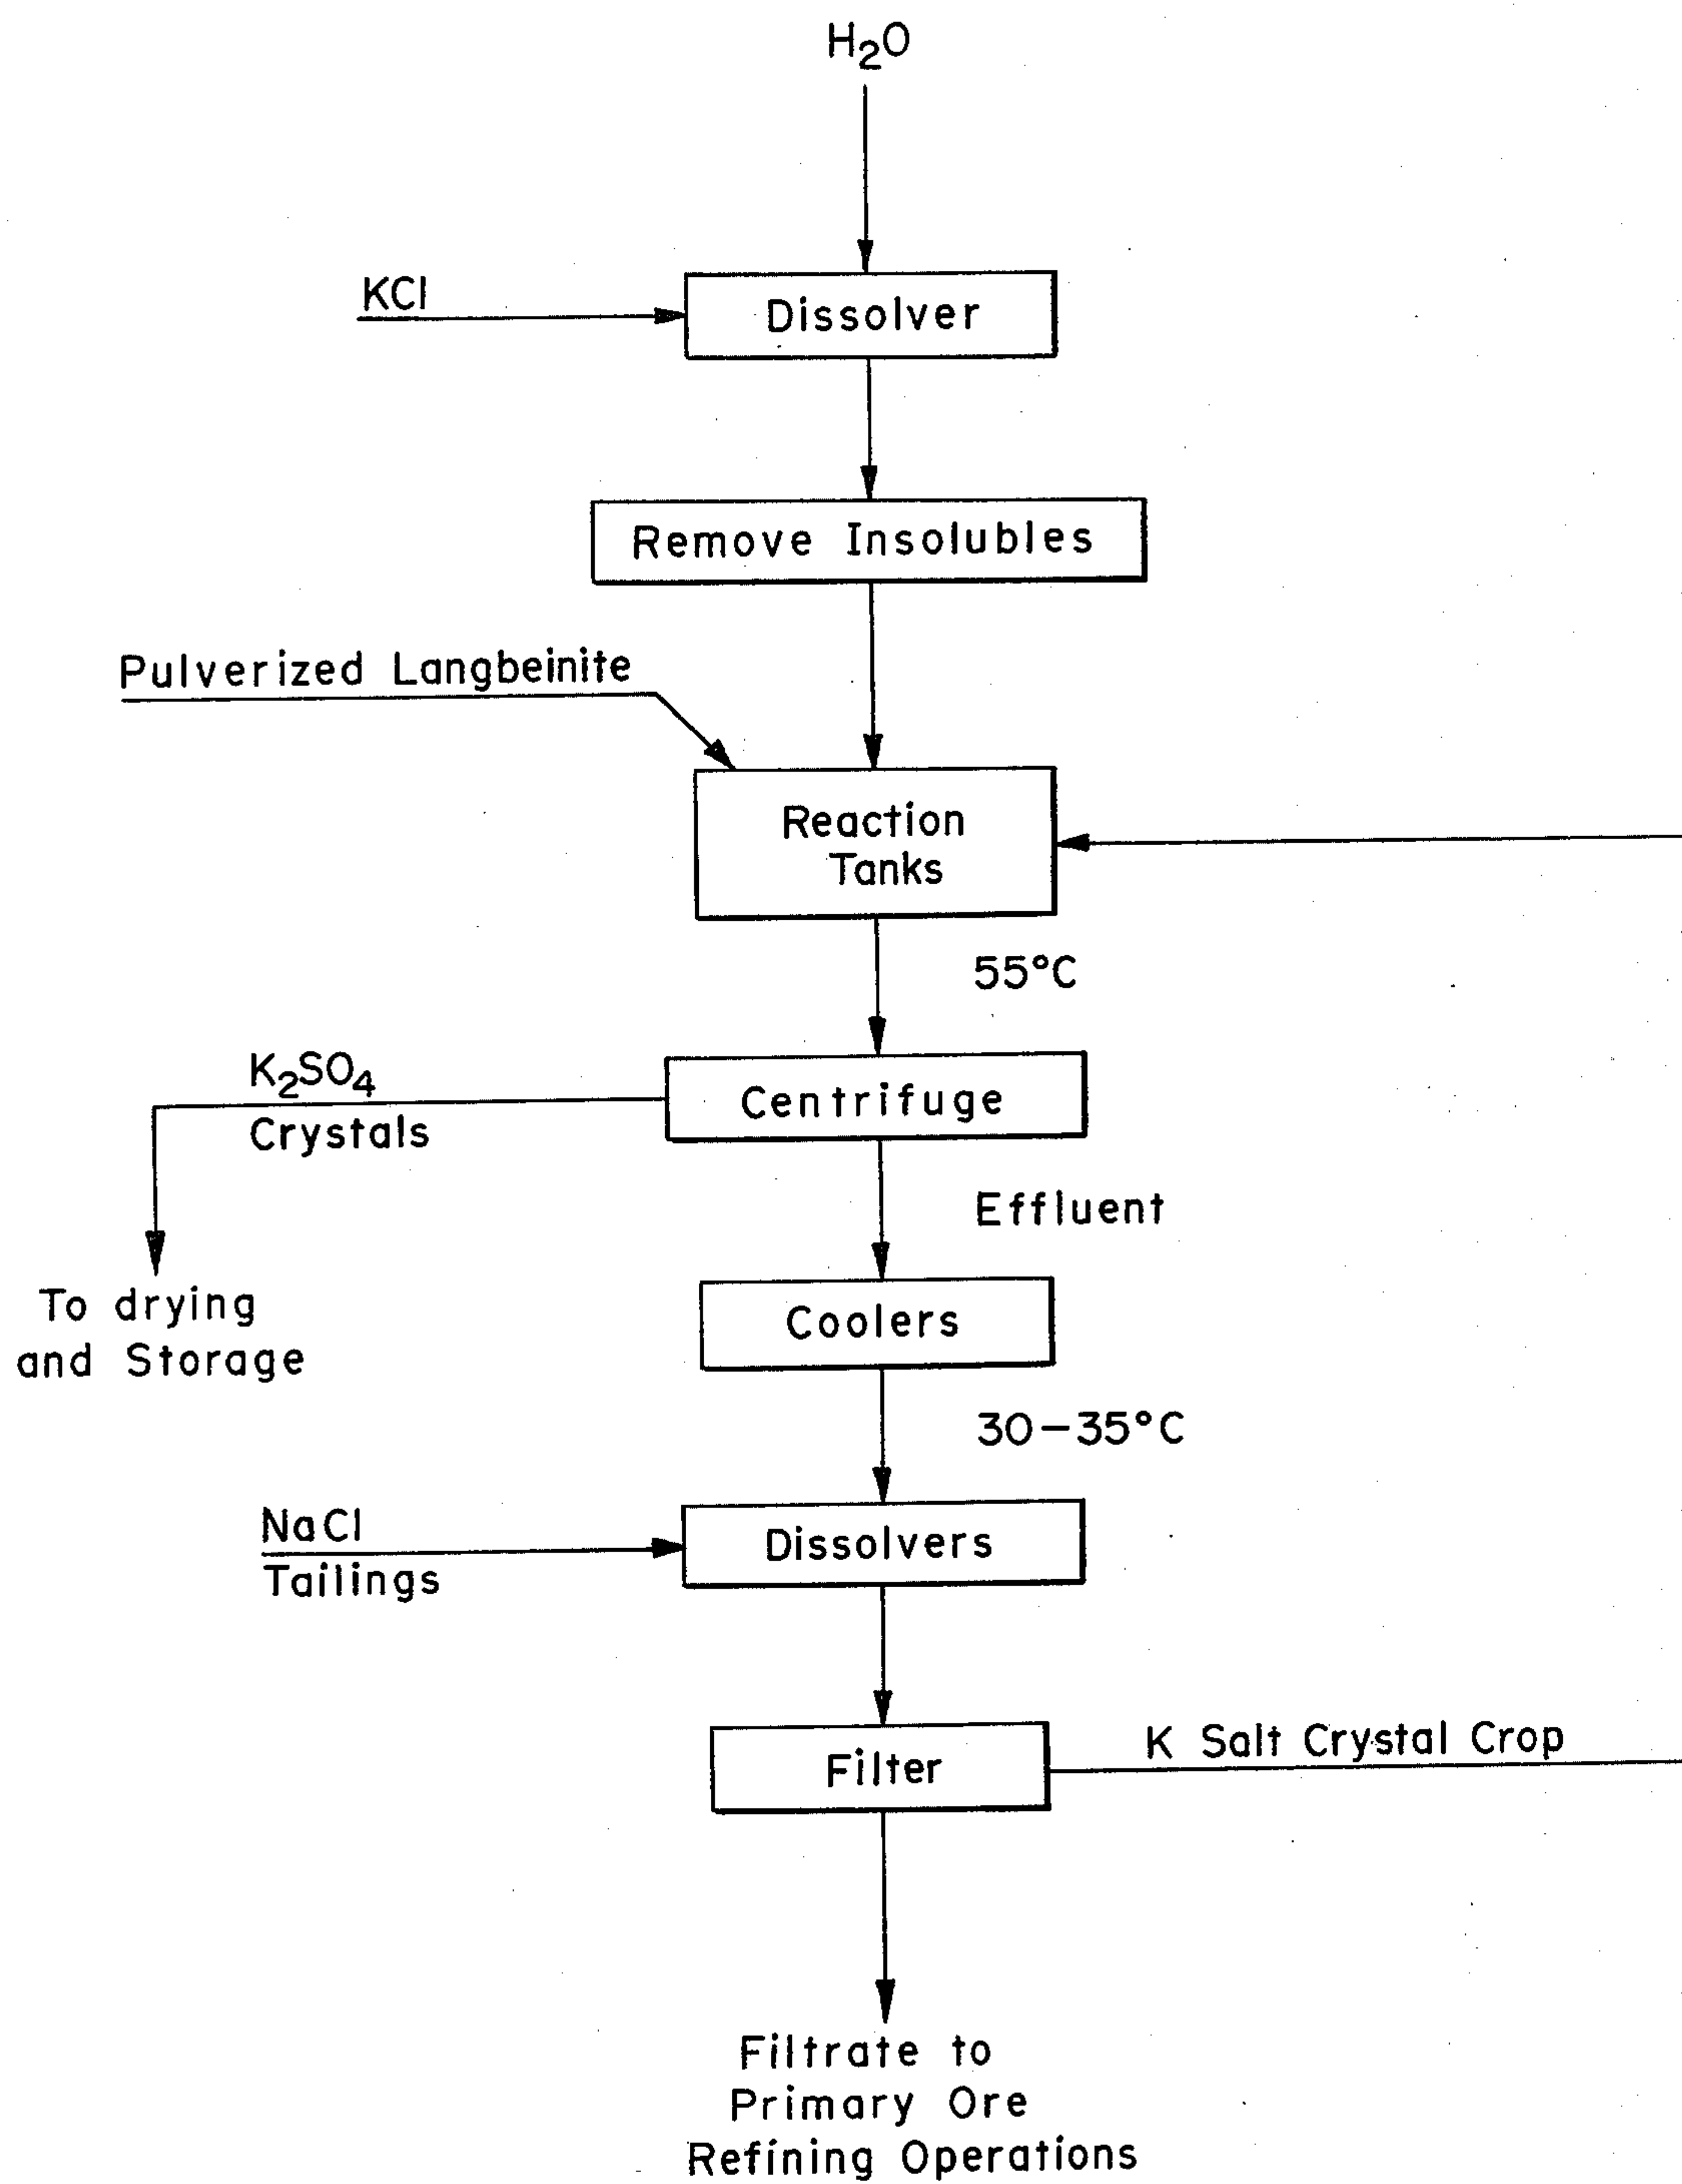 H2O
KCl
Dissolver
Remove Insolubles
Pulverized Langbeinite
Reaction
Tanks
55°C
K2SO4
Crystals
Centrifuge
Effluent
To drying
and Storage
Coolers
30-35°C
NaCl
Tailings
Dissolvers
Filter
K Salt Crystal Crop
Filtrate to
Primary Ore
Refining Operations